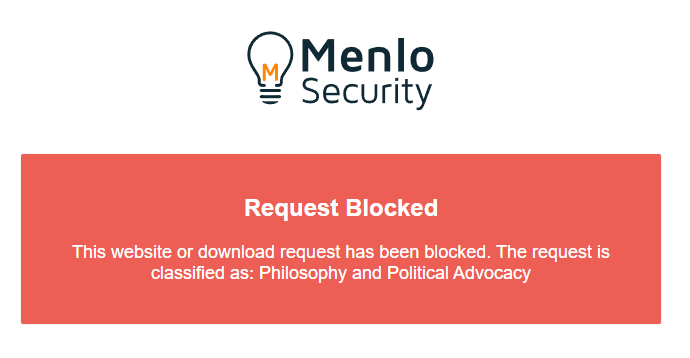 M
Menlo
Security
Request Blocked
This website or download request has been blocked. The request is
classified as: Philosophy and Political Advocacy